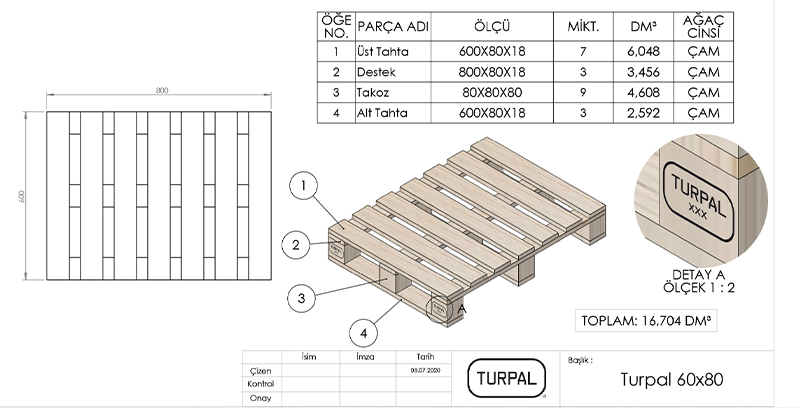 ÖĞE NO. PARÇA ADI ÖLÇÜ MİKT. DM³ AĞAÇ CİNSİ
1 Üst Tahta 600X80X18 7 6,048 ÇAM
2 Destek 800X80X18 3 3,456 ÇAM
3 Takoz 80X80X80 9 4,608 ÇAM
4 Alt Tahta 600X80X18 3 2,592 ÇAM
800
600
1
2
3
4
A
TURPAL
XXX
DETAY A
ÖLÇEK 1 : 2
TOPLAM: 16,704 DM³
İsim İmza Tarih
Çizen 08.07.2020
Kontrol
Onay
TURPAL
Başlık :
Turpal 60x80